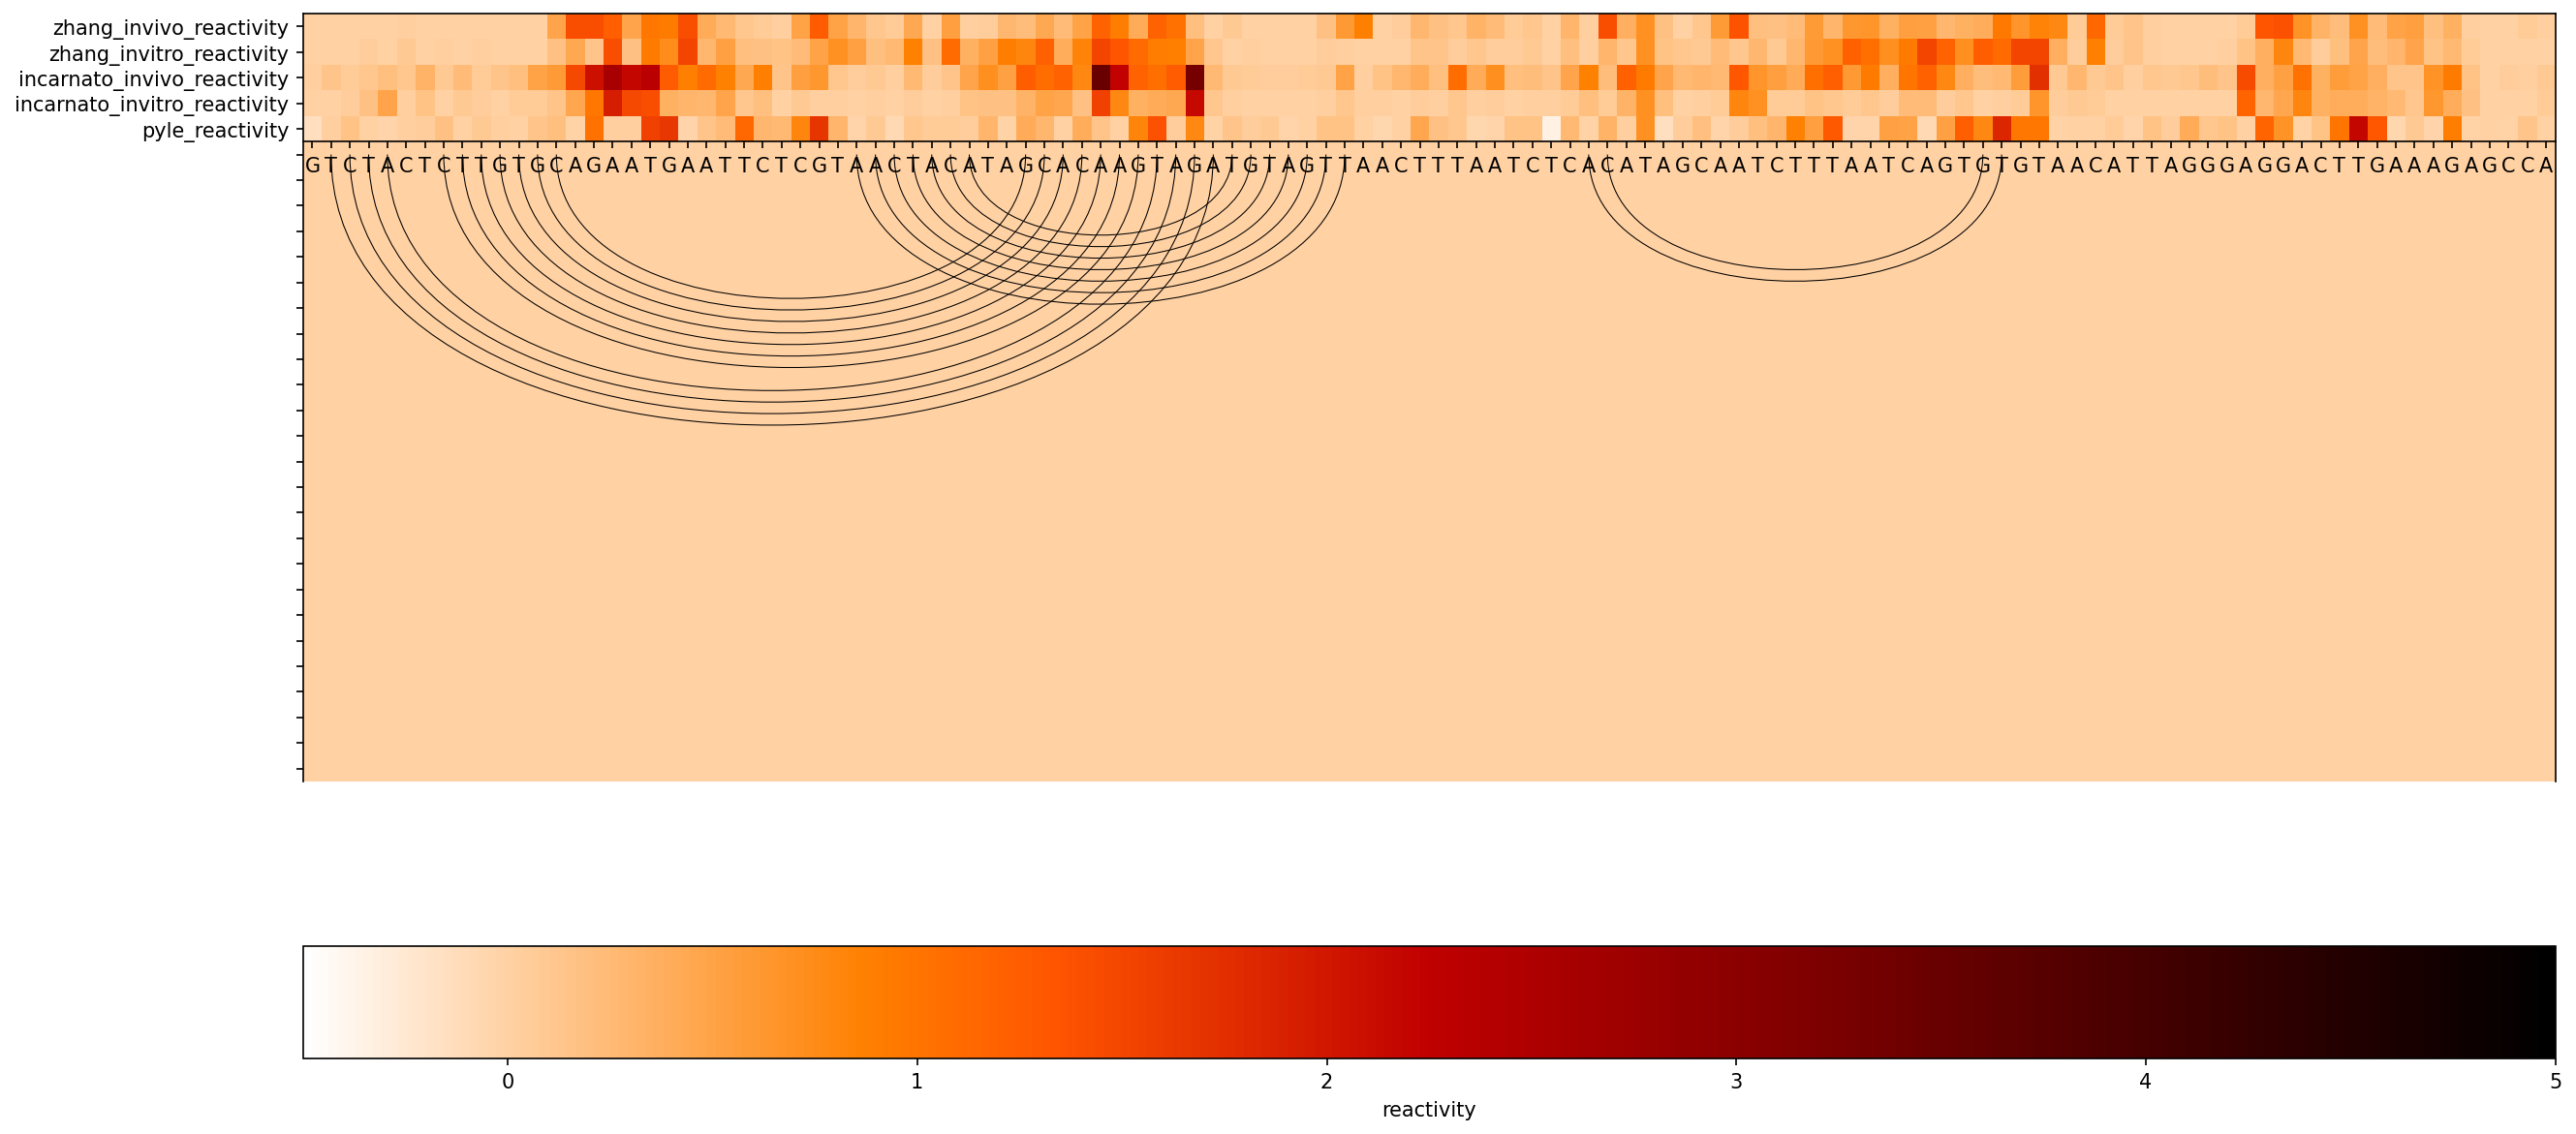 zhang_invivo_reactivity
zhang_invitro_reactivity
incarnato_invivo_reactivity
incarnato_invitro_reactivity
pyle_reactivity
GTCTACTCTTGTGCAGAATGAATTCTCGTAACTACATAGCACAAGTAGATGTAGTTAACTTTAATCTCACATAGCAATCTTTAATCAGTGTGTAACATTAGGGAGGACTTGAAAGAGCCA
0 1 2 3 4 5
reactivity